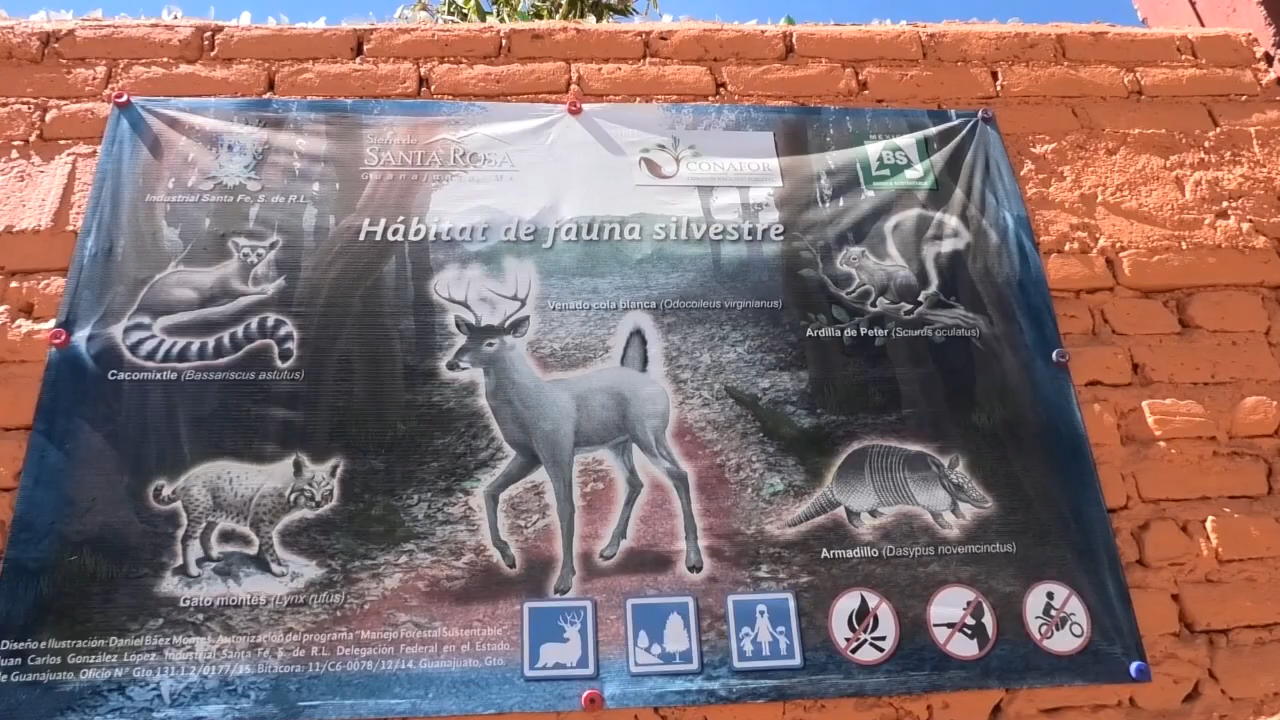 Industrial Santa Fe, S. de R.L.
Sierra de
SANTA ROSA
Guanajuato, Mx
CONAFOR
MÉXICO
BS
Hábitat de fauna silvestre
Cacomixtle (Bassariscus astutus)
Venado cola blanca (Odocoileus virginianus)
Ardilla de Peter (Sciurus oculatus)
Gato montés (Lynx rufus)
Armadillo (Dasypus novemcinctus)
Diseño e Ilustración: Daniel Báez Montes. Autorización del programa "Manejo Forestal Sustentable"
Juan Carlos González López. Industrial Santa Fe, S. de R.L. Delegación Federal en el Estado
de Guanajuato. Oficio N° Gto.131.1.2/0177/15. Bitácora: 11/C6-0078/12/14. Guanajuato, Gto.